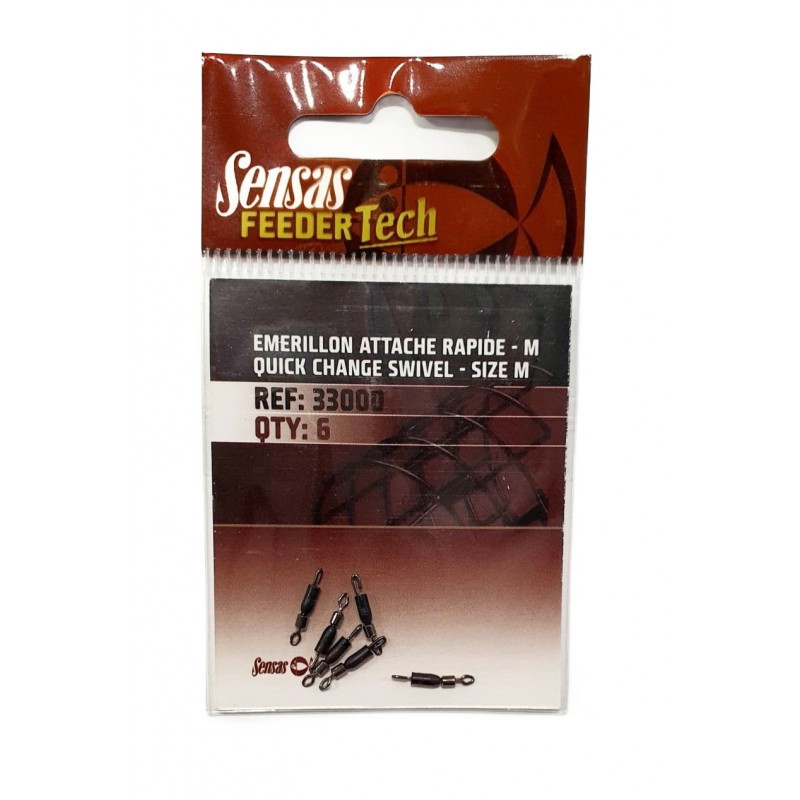 Sensas
FEEDER Tech
EMERILLON ATTACHE RAPIDE - M
QUICK CHANGE SWIVEL - SIZE M
REF: 33000
QTY: 6
Sensas